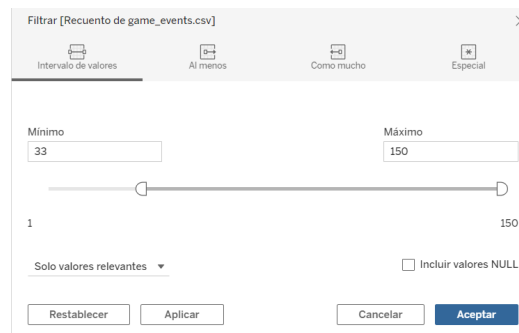 Filtrar [Recuento de game_events.csv]
Intervalo de valores
Al menos
Como mucho
Especial
Mínimo
Máximo
33
150
1
150
Solo valores relevantes
Incluir valores NULL
Restablecer
Aplicar
Cancelar
Aceptar